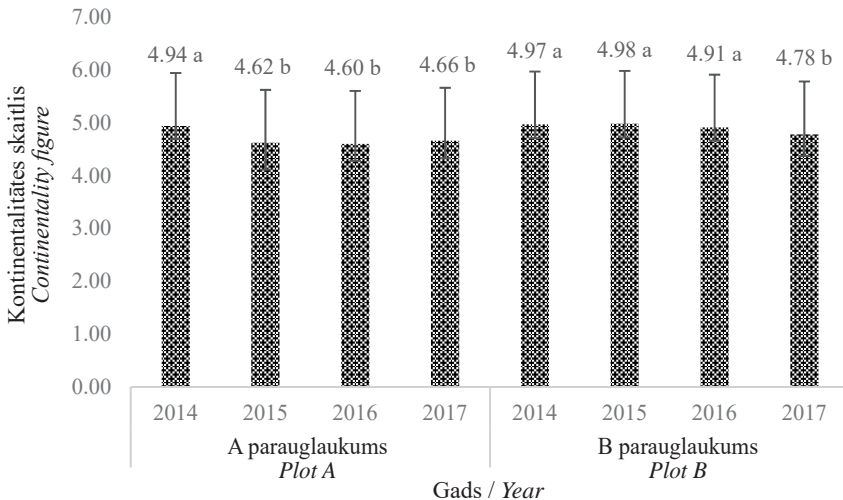 7.00
6.00
5.00
4.00
3.00
2.00
1.00
0.00
Kontinentalitātes skaitlis
Continentality figure
4.94 a 4.62 b 4.60 b 4.66 b 4.97 a 4.98 a 4.91 a 4.78 b
2014 2015 2016 2017 2014 2015 2016 2017
A parauglaukums B parauglaukums
Plot A Plot B
Gads / Year